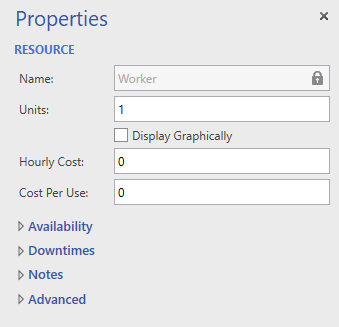 Properties
RESOURCE
Name: Worker
Units: 1
Display Graphically
Hourly Cost: 0
Cost Per Use: 0
Availability
Downtimes
Notes
Advanced